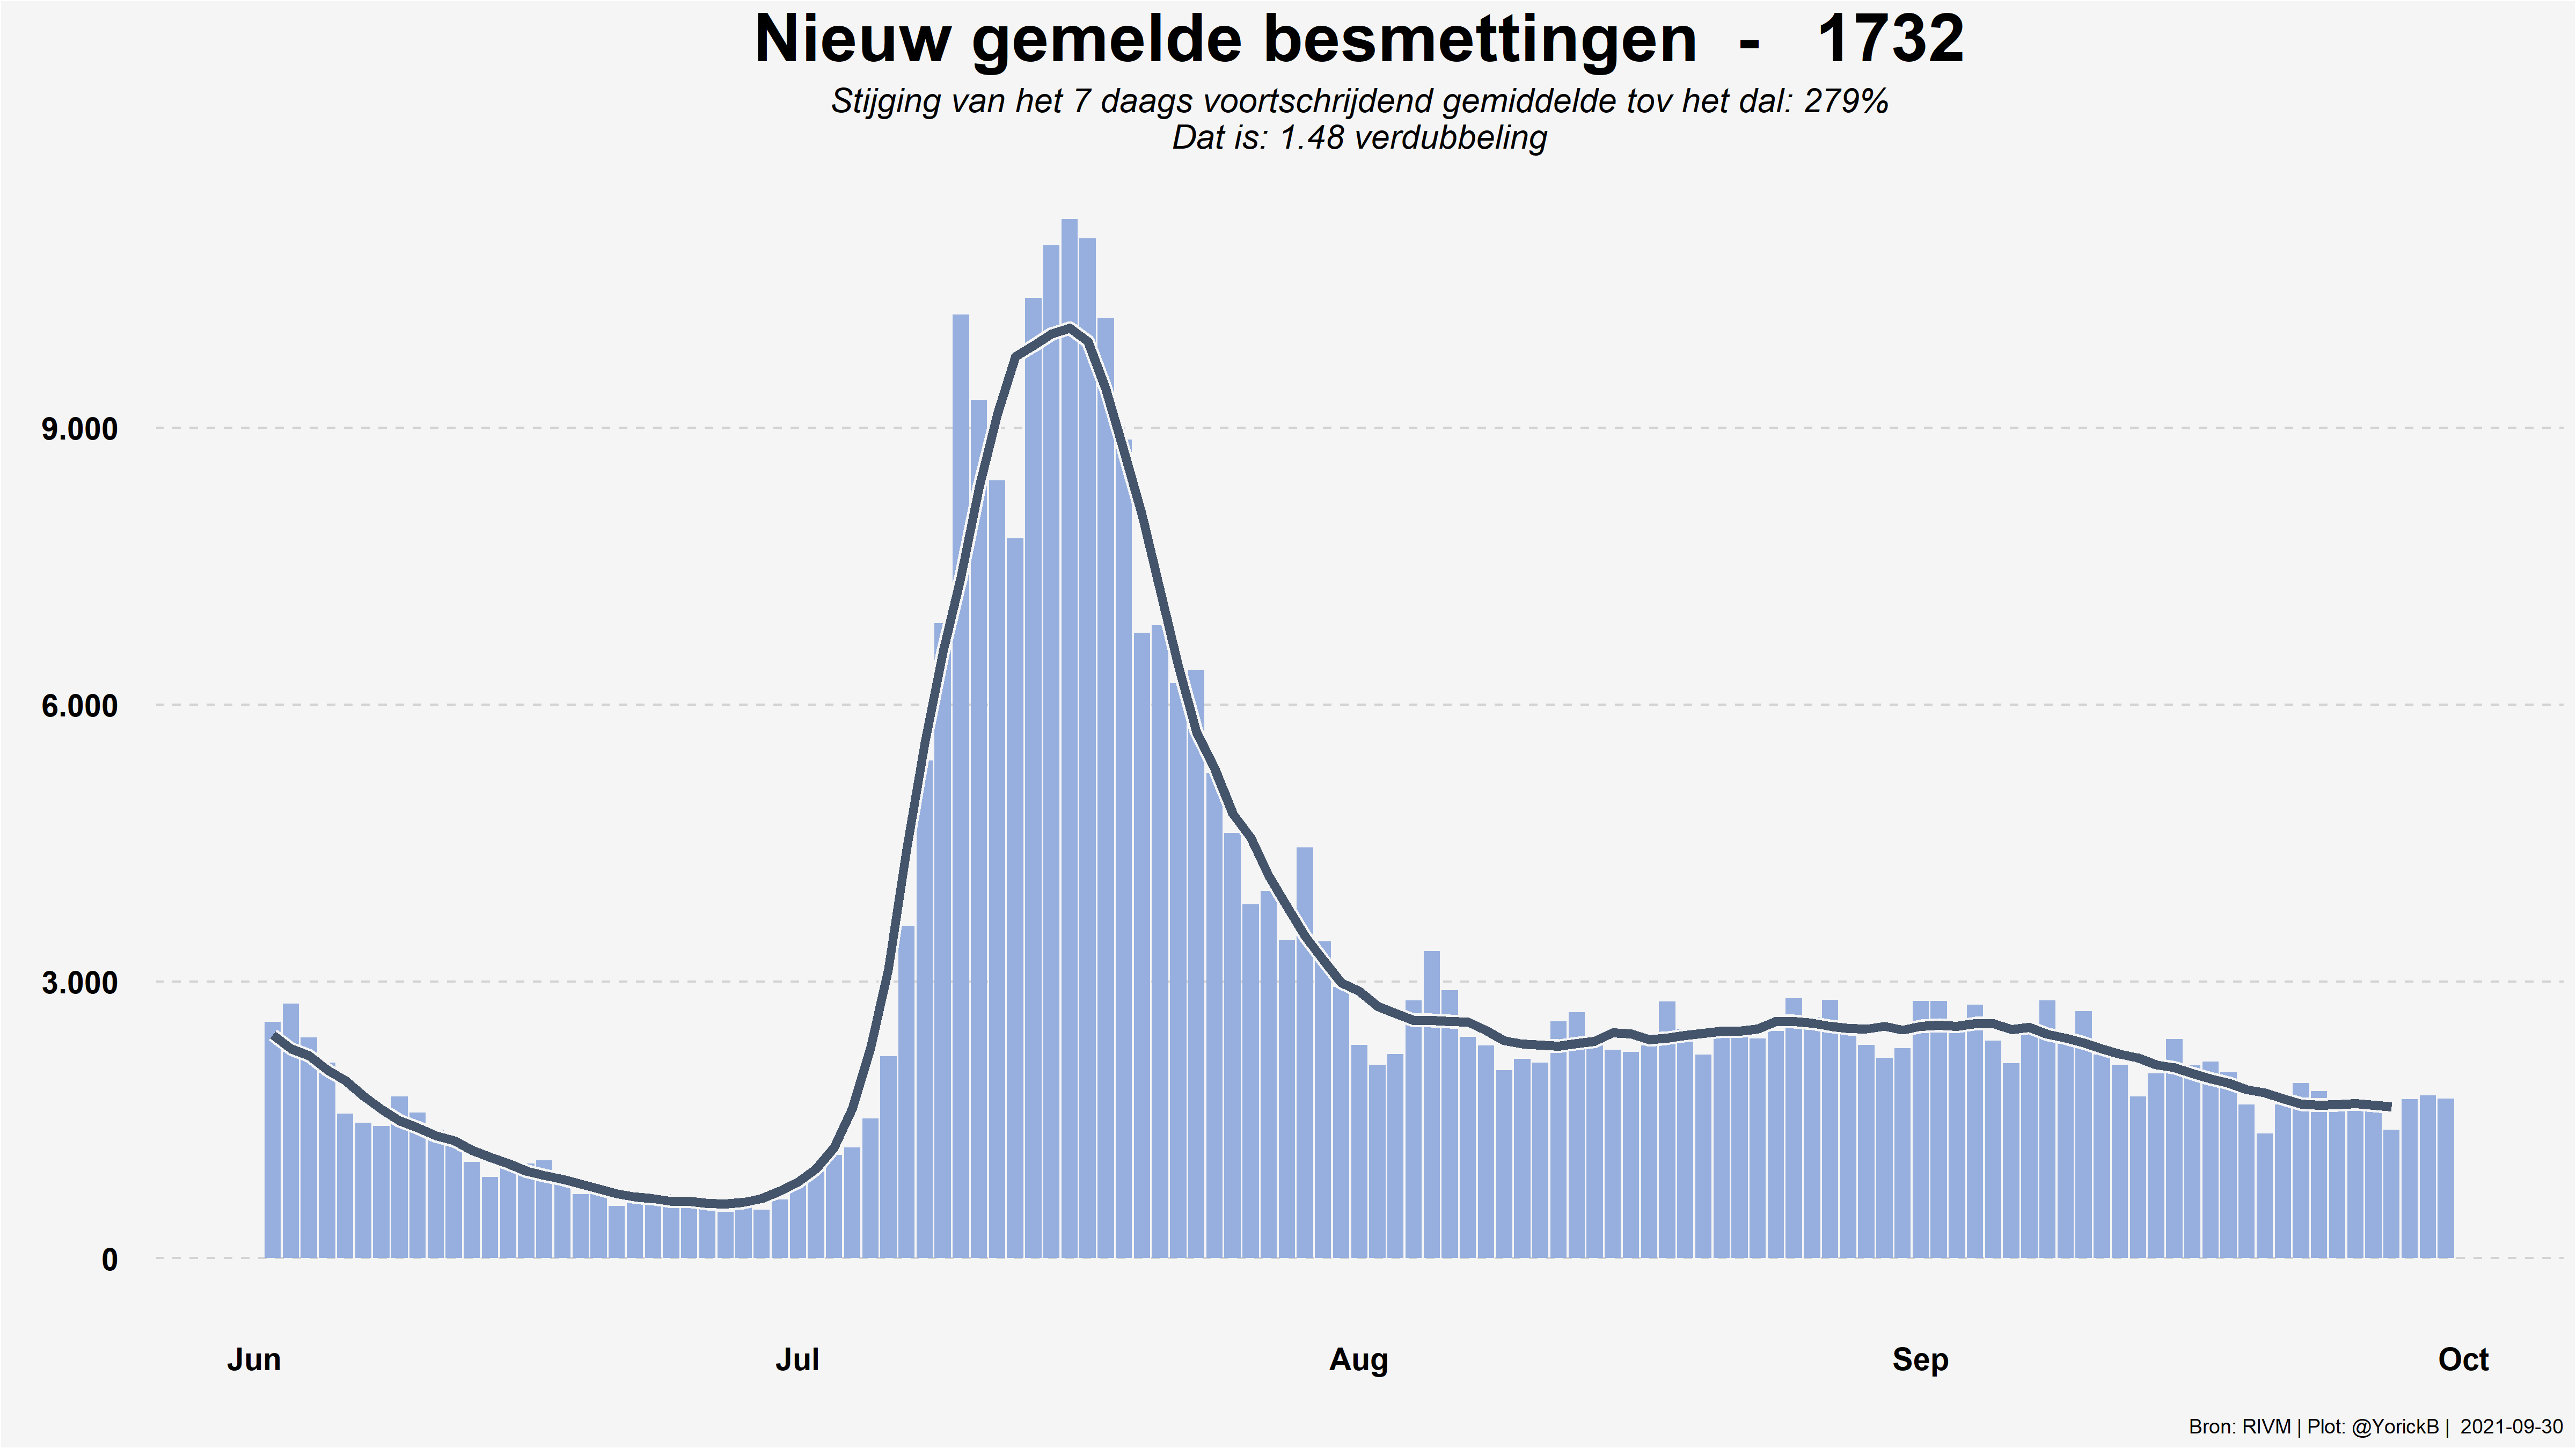 Nieuw gemelde besmettingen - 1732
Stijging van het 7 daags voortschrijdend gemiddelde tov het dal: 279%
Dat is: 1.48 verdubbeling
9.000
6.000
3.000
0
Jun Jul Aug Sep Oct
Bron: RIVM | Plot: @YorickB | 2021-09-30